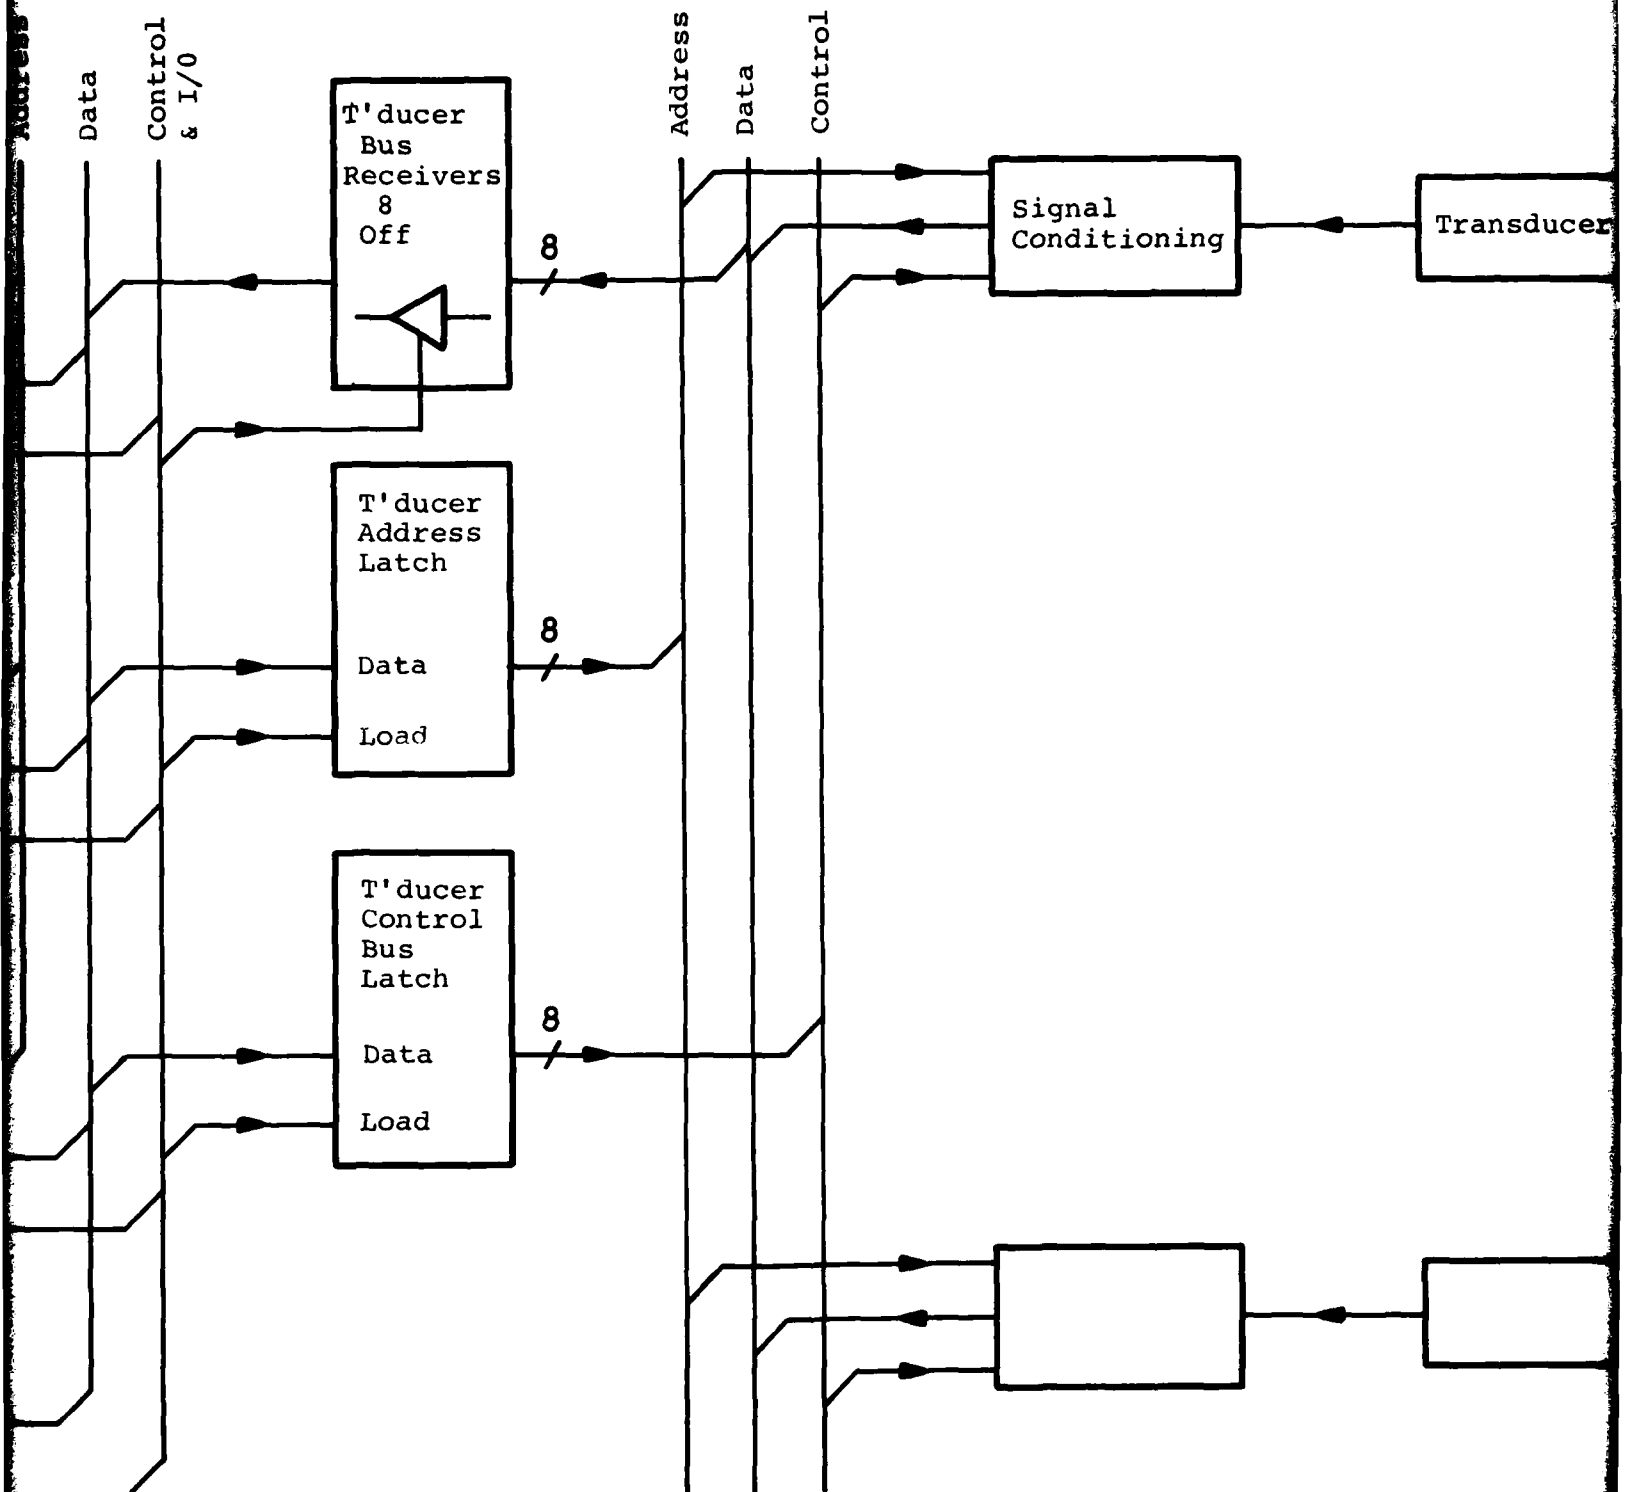 Address
Data
Control
& I/O
T'ducer
Bus
Receivers
8
Off
8
Address
Data
Control
Signal
Conditioning
Transducer
T'ducer
Address
Latch
Data
Load
8
T'ducer
Control
Bus
Latch
Data
Load
8